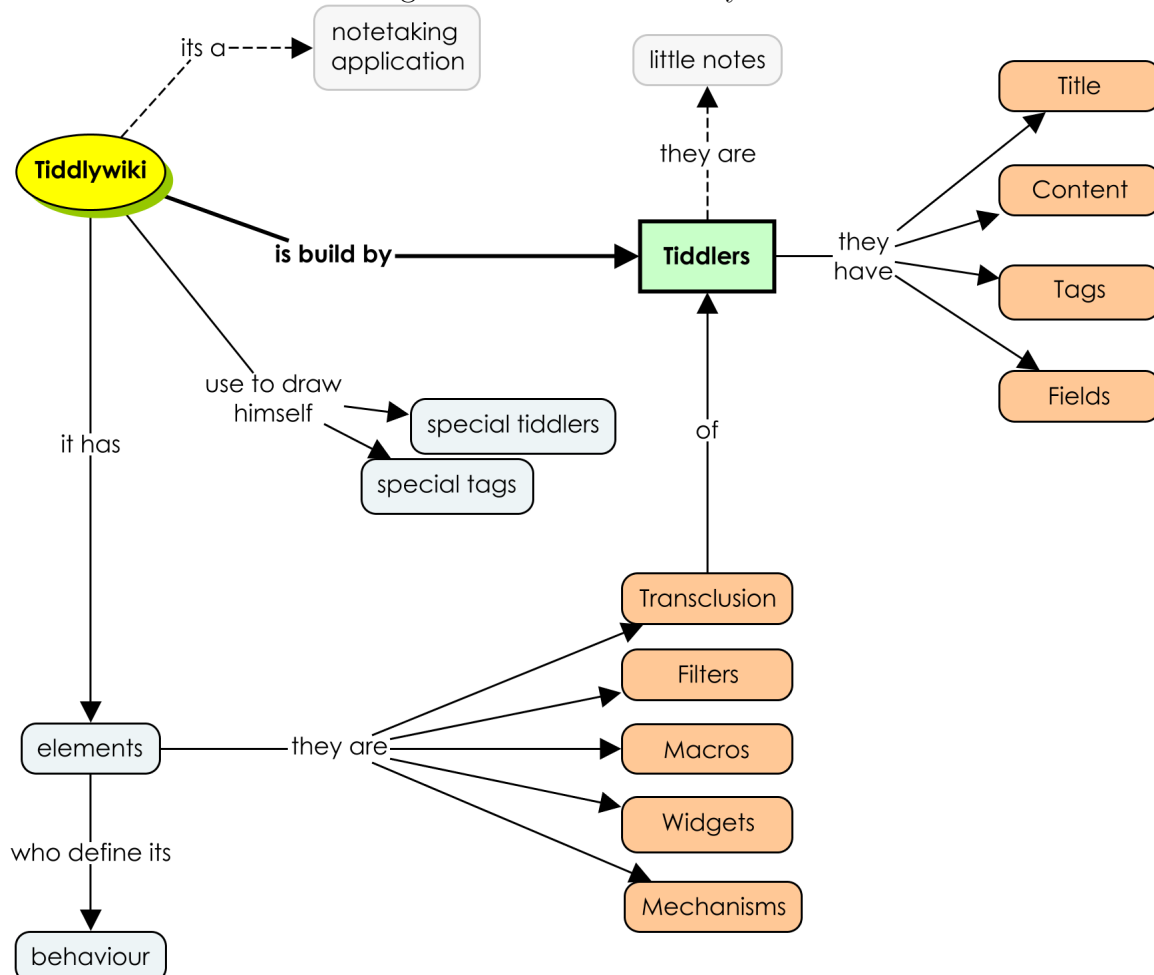 its a
notetaking
application
little notes
Title
they are
Tiddlywiki
Content
is build by
Tiddlers
they
have
Tags
use to draw
himself
Fields
special tiddlers
it has
of
special tags
Transclusion
Filters
elements
they are
Macros
Widgets
who define its
Mechanisms
behaviour